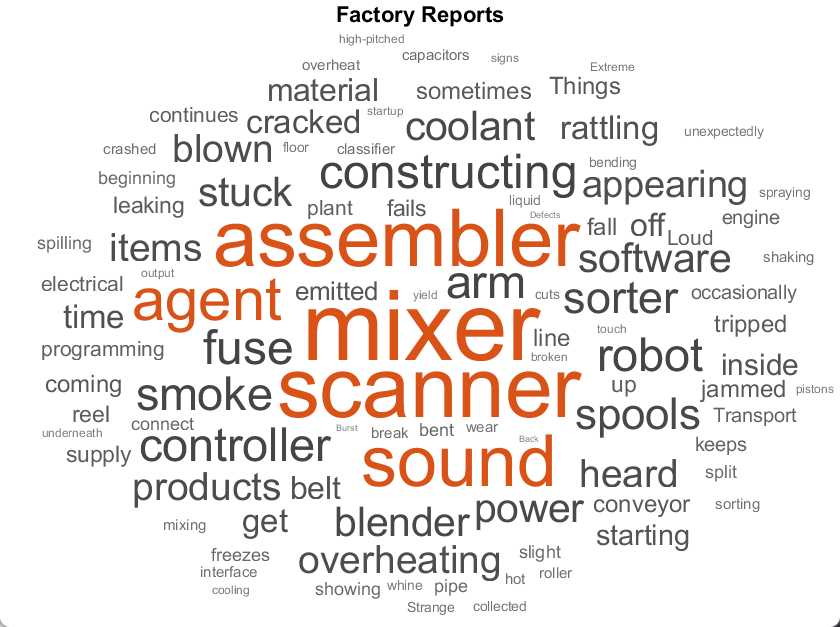 Factory Reports
high-pitched
capacitors
signs
overheat
Extreme
material
sometimes
Things
continues
cracked
startup
coolant
rattling
unexpectedly
crashed
blown
floor
classifier
constructing
bending
beginning
stuck
appearing
spraying
leaking
plant
fails
liquid
Defects
engine
spilling
items
assembler
fall
off
Loud
software
shaking
electrical
output
agent
emitted
yield
arm
cuts
sorter
occasionally
time
fuse
mixer
line
touch
tripped
programming
broken
robot
inside
coming
smoke
scanner
up
jammed
pistons
reel
connect
spools
Transport
underneath
supply
controller
Burst
break
bent
wear
Back
keeps
products
belt
sound
heard
split
mixing
get
blender
power
conveyor
sorting
starting
freezes
overheating
slight
interface
cooling
showing
whine
pipe
hot
roller
Strange
collected